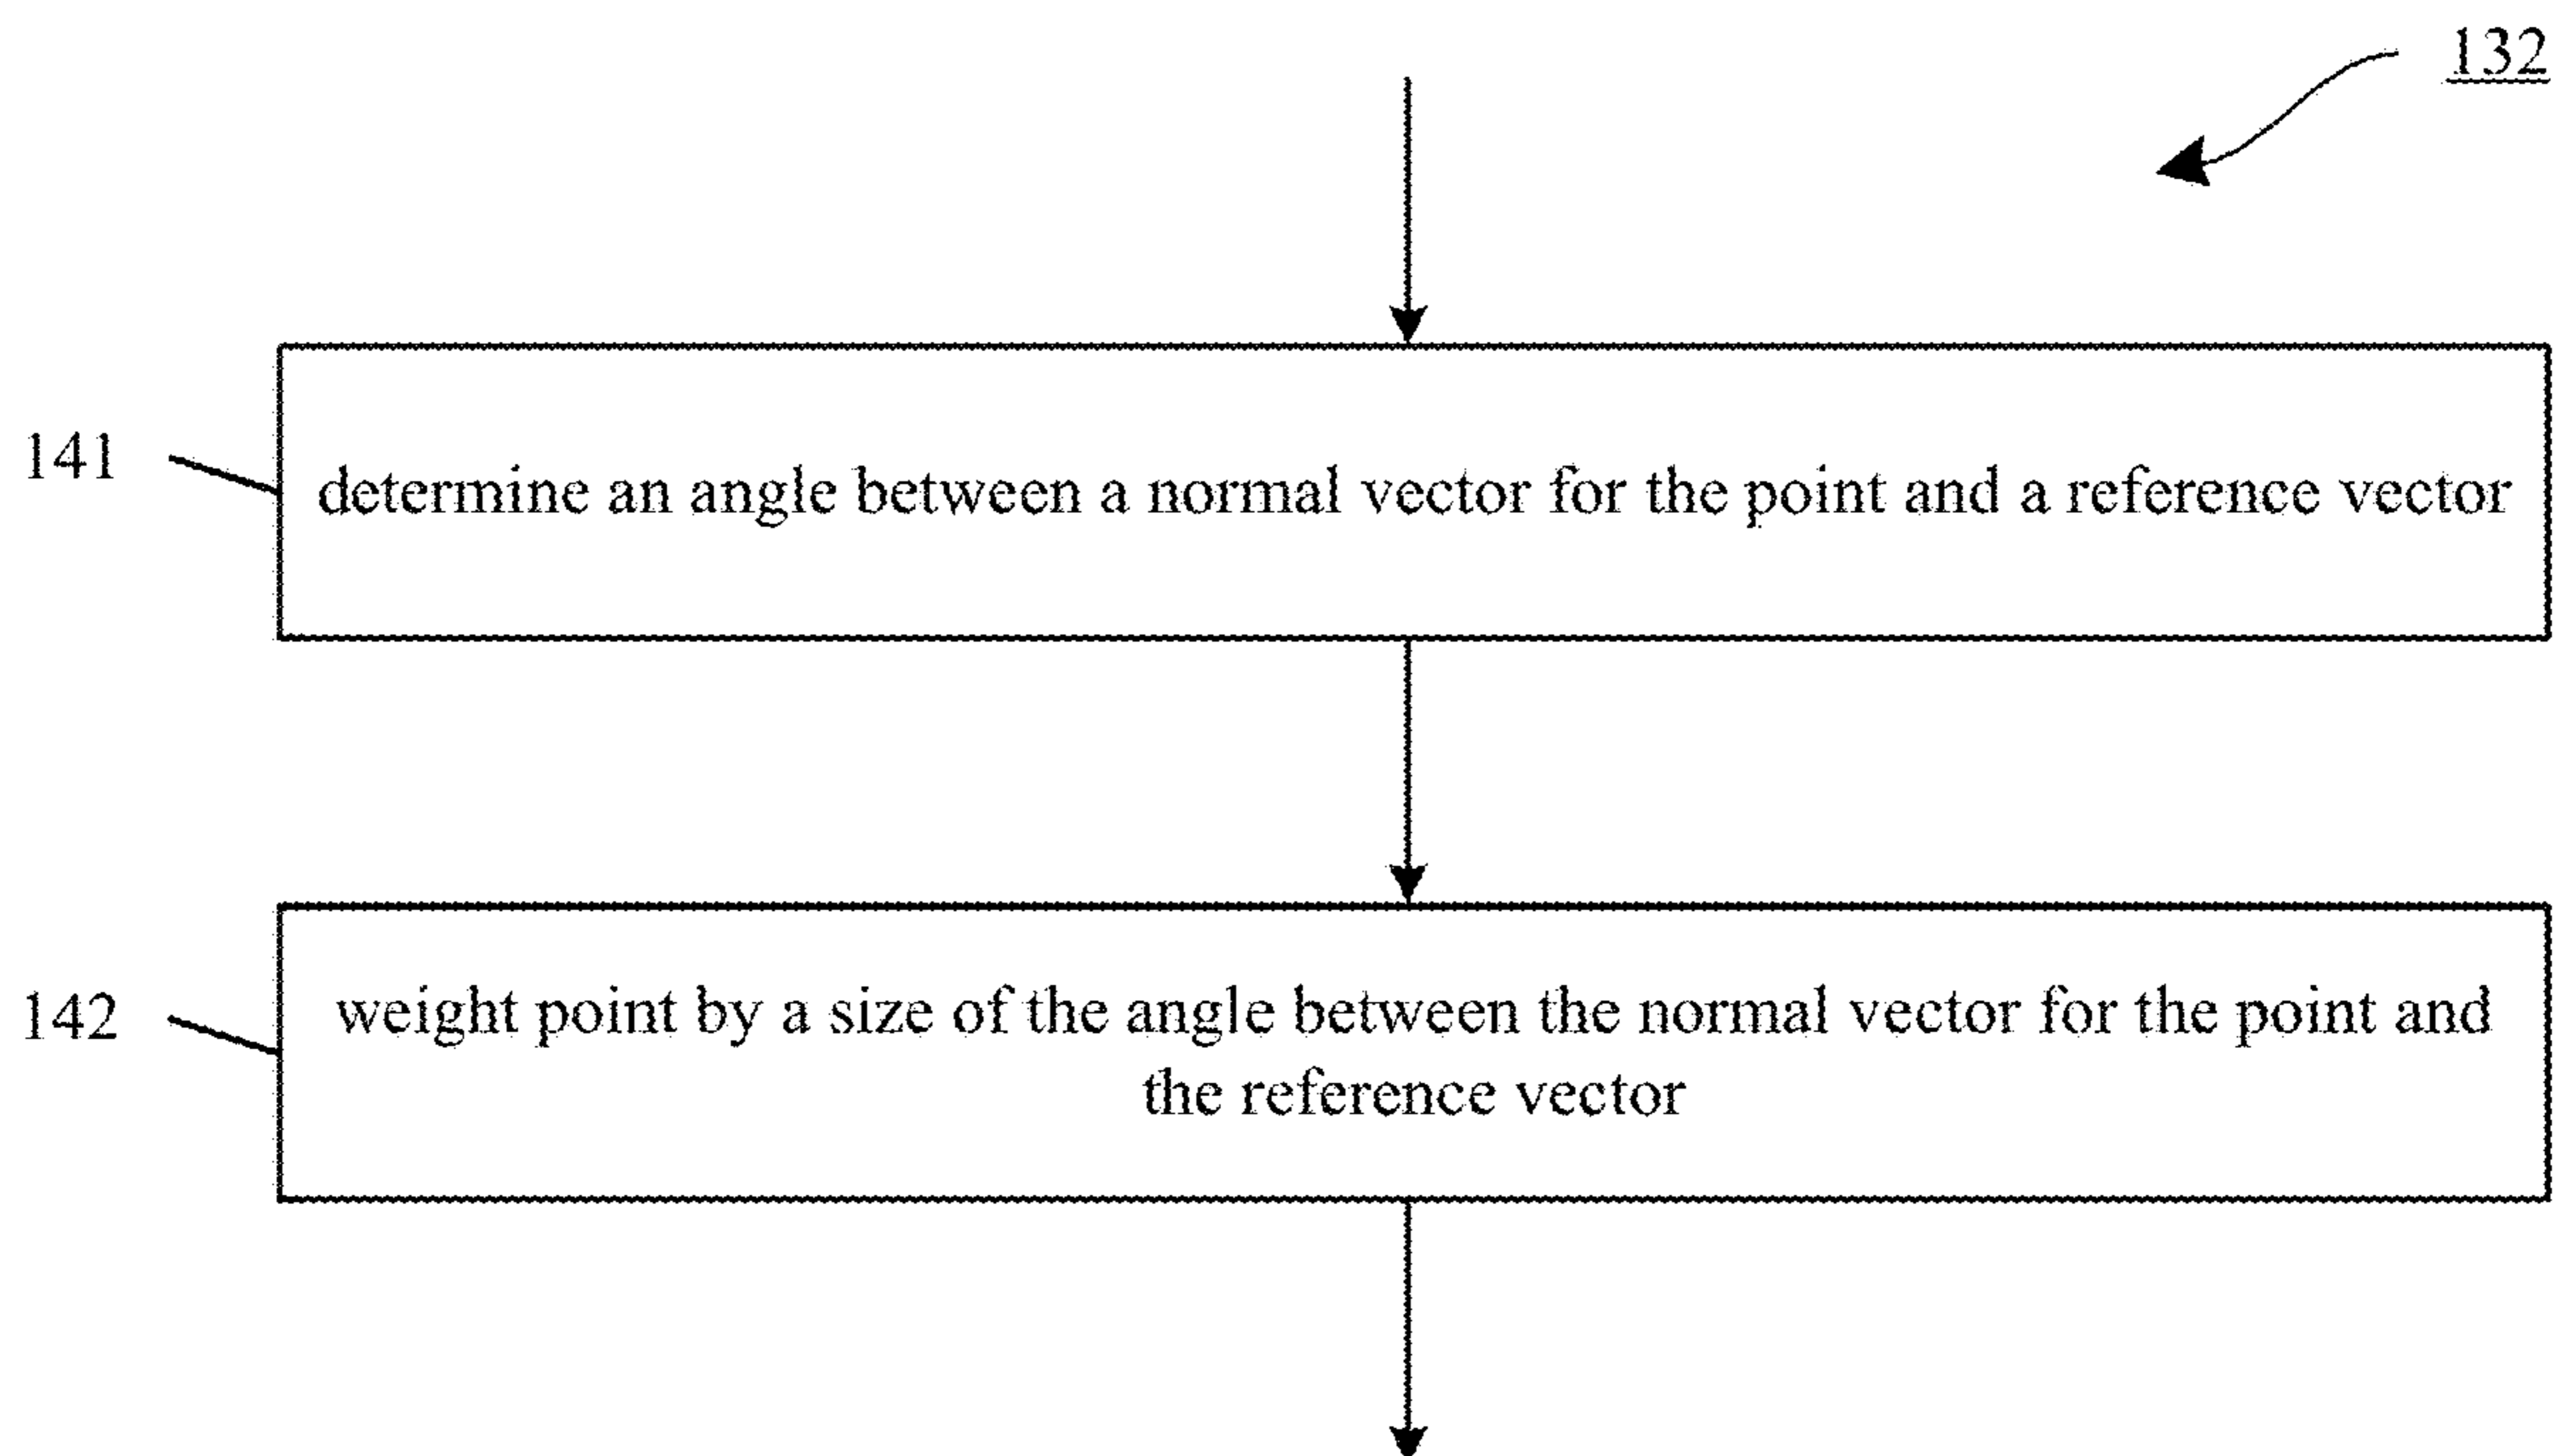 132
141
determine an angle between a normal vector for the point and a reference vector
142
weight point by a size of the angle between the normal vector for the point and
the reference vector